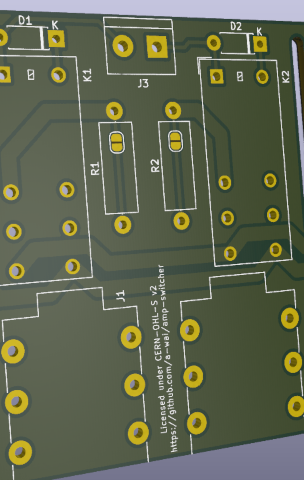 D1
K
D2
K
J3
K1
K2
R1
R2
J1
Licensed under CERN-OHL-S v2
https://github.com/a-wai/amp-switcher